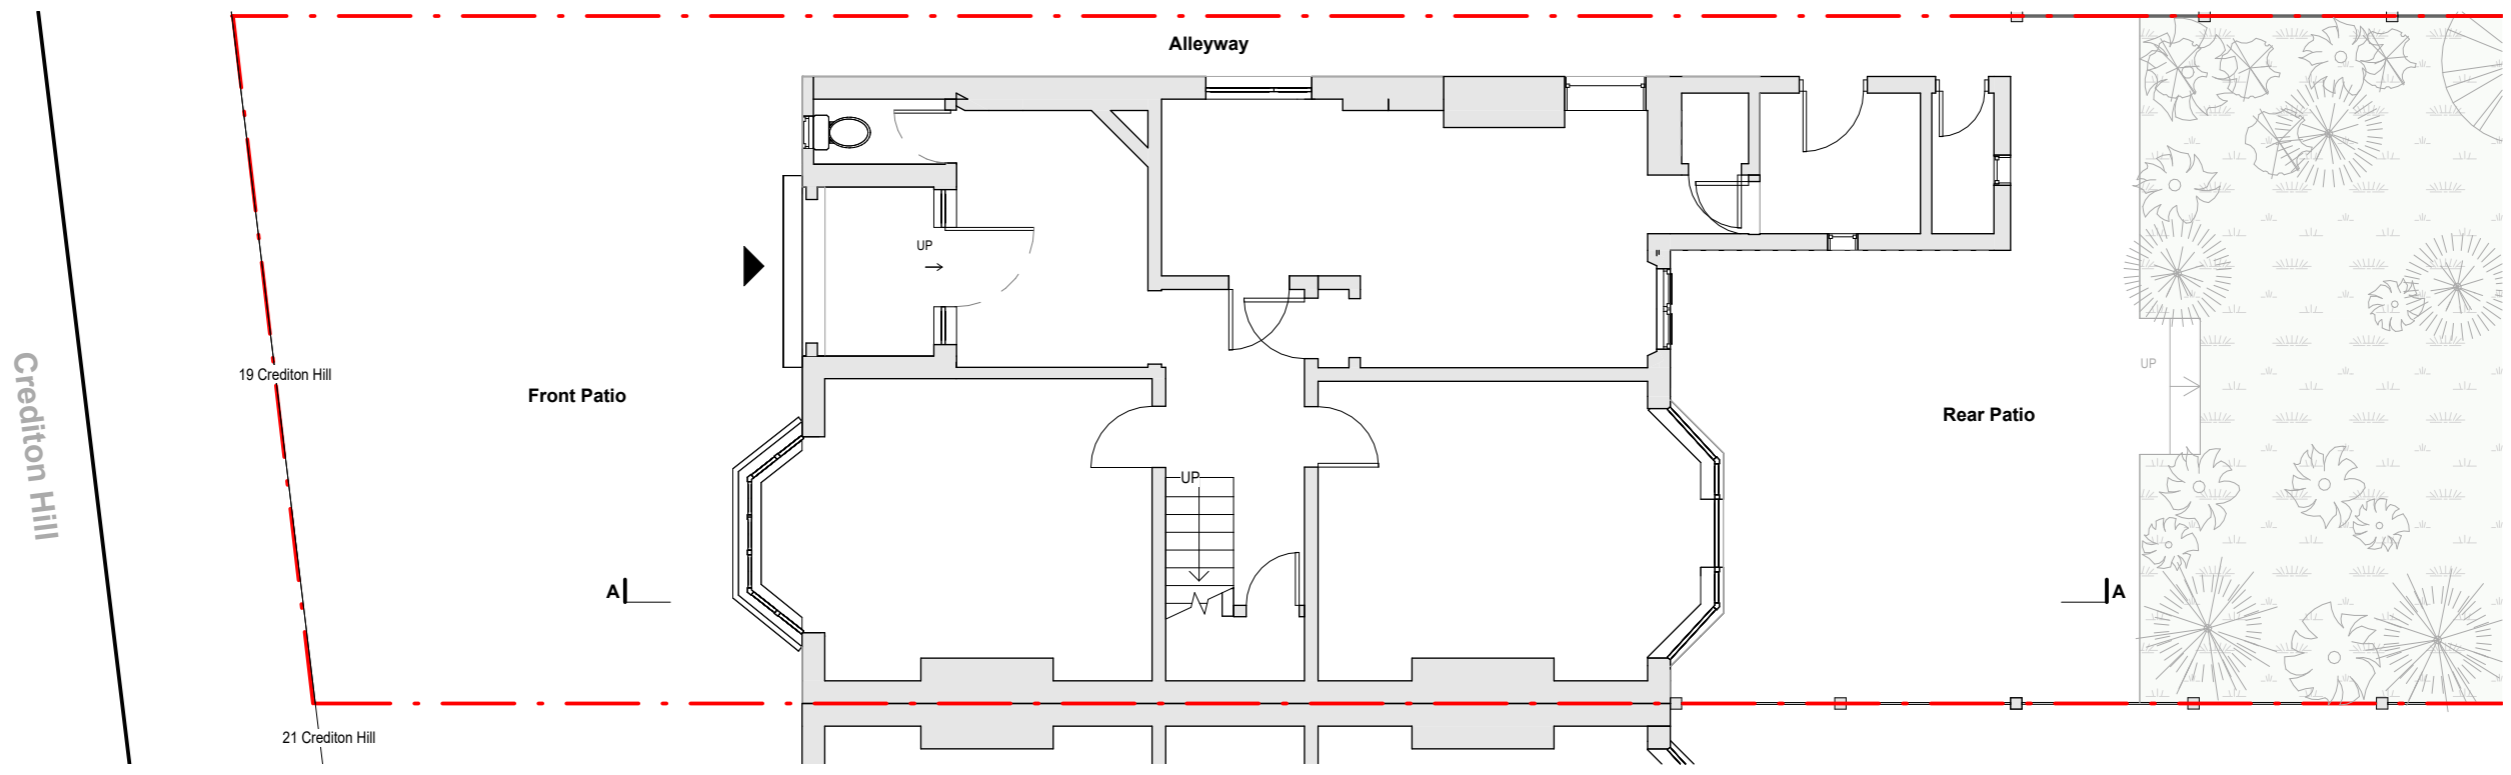 Alleyway
UP
19 Crediton Hill
Front Patio
Crediton Hill
UP
Rear Patio
UP
A
A
21 Crediton Hill